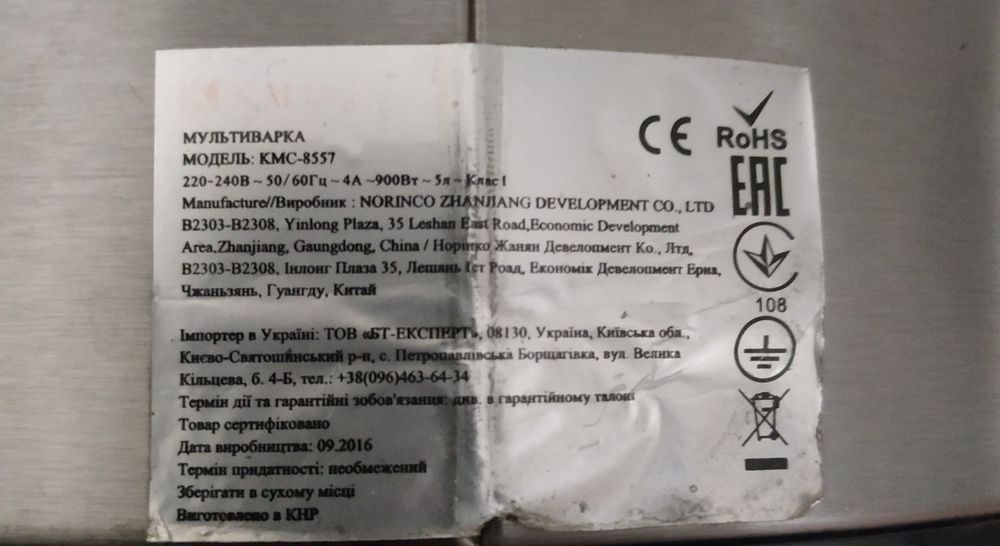 МУЛЬТИВАРКА
МОДЕЛЬ: KMC-8557
220-240В ~ 50/60Гц ~ 4А ~900Вт ~ 5л ~ Клас I
Manufacture//Виробник : NORINCO ZHANJIANG DEVELOPMENT CO., LTD
B2303-B2308, Yinlong Plaza, 35 Leshan East Road,Economic Development
Area,Zhanjiang, Gaungdong, China / Норінко Жанян Девелопмент Ко., Лтд,
B2303-B2308, Інлонг Плаза 35, Лешань Іст Роад, Економік Девелопмент Ериа,
Чжаньзянь, Гуангду, Китай
Імпортер в Україні: ТОВ «БТ-ЕКСПЕРТ», 08130, Україна, Київська обл.,
Києво-Святошинський р-н, с. Петропавлівська Борщагівка, вул. Велика
Кільцева, б. 4-Б, тел.: +38(096)463-64-34
Термін дії та гарантійні зобов'язання: див. в гарантійному талоні
Товар сертифіковано
Дата виробництва: 09.2016
Термін придатності: необмежений
Зберігати в сухому місці
Виготовлено в КНР
CE
RoHS
EAC
108